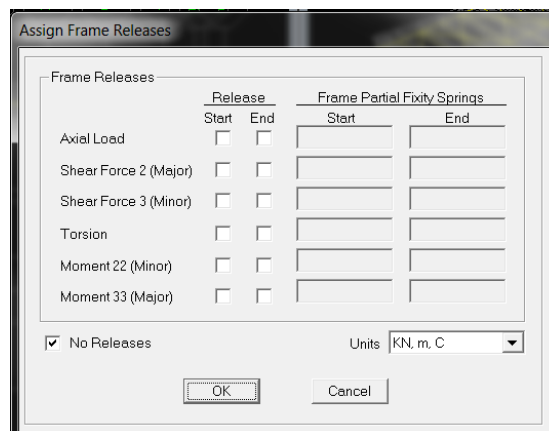 Assign Frame Releases
Frame Releases
Release Frame Partial Fixity Springs
Start End Start End
Axial Load
Shear Force 2 (Major)
Shear Force 3 (Minor)
Torsion
Moment 22 (Minor)
Moment 33 (Major)
No Releases Units KN, m, C
OK Cancel